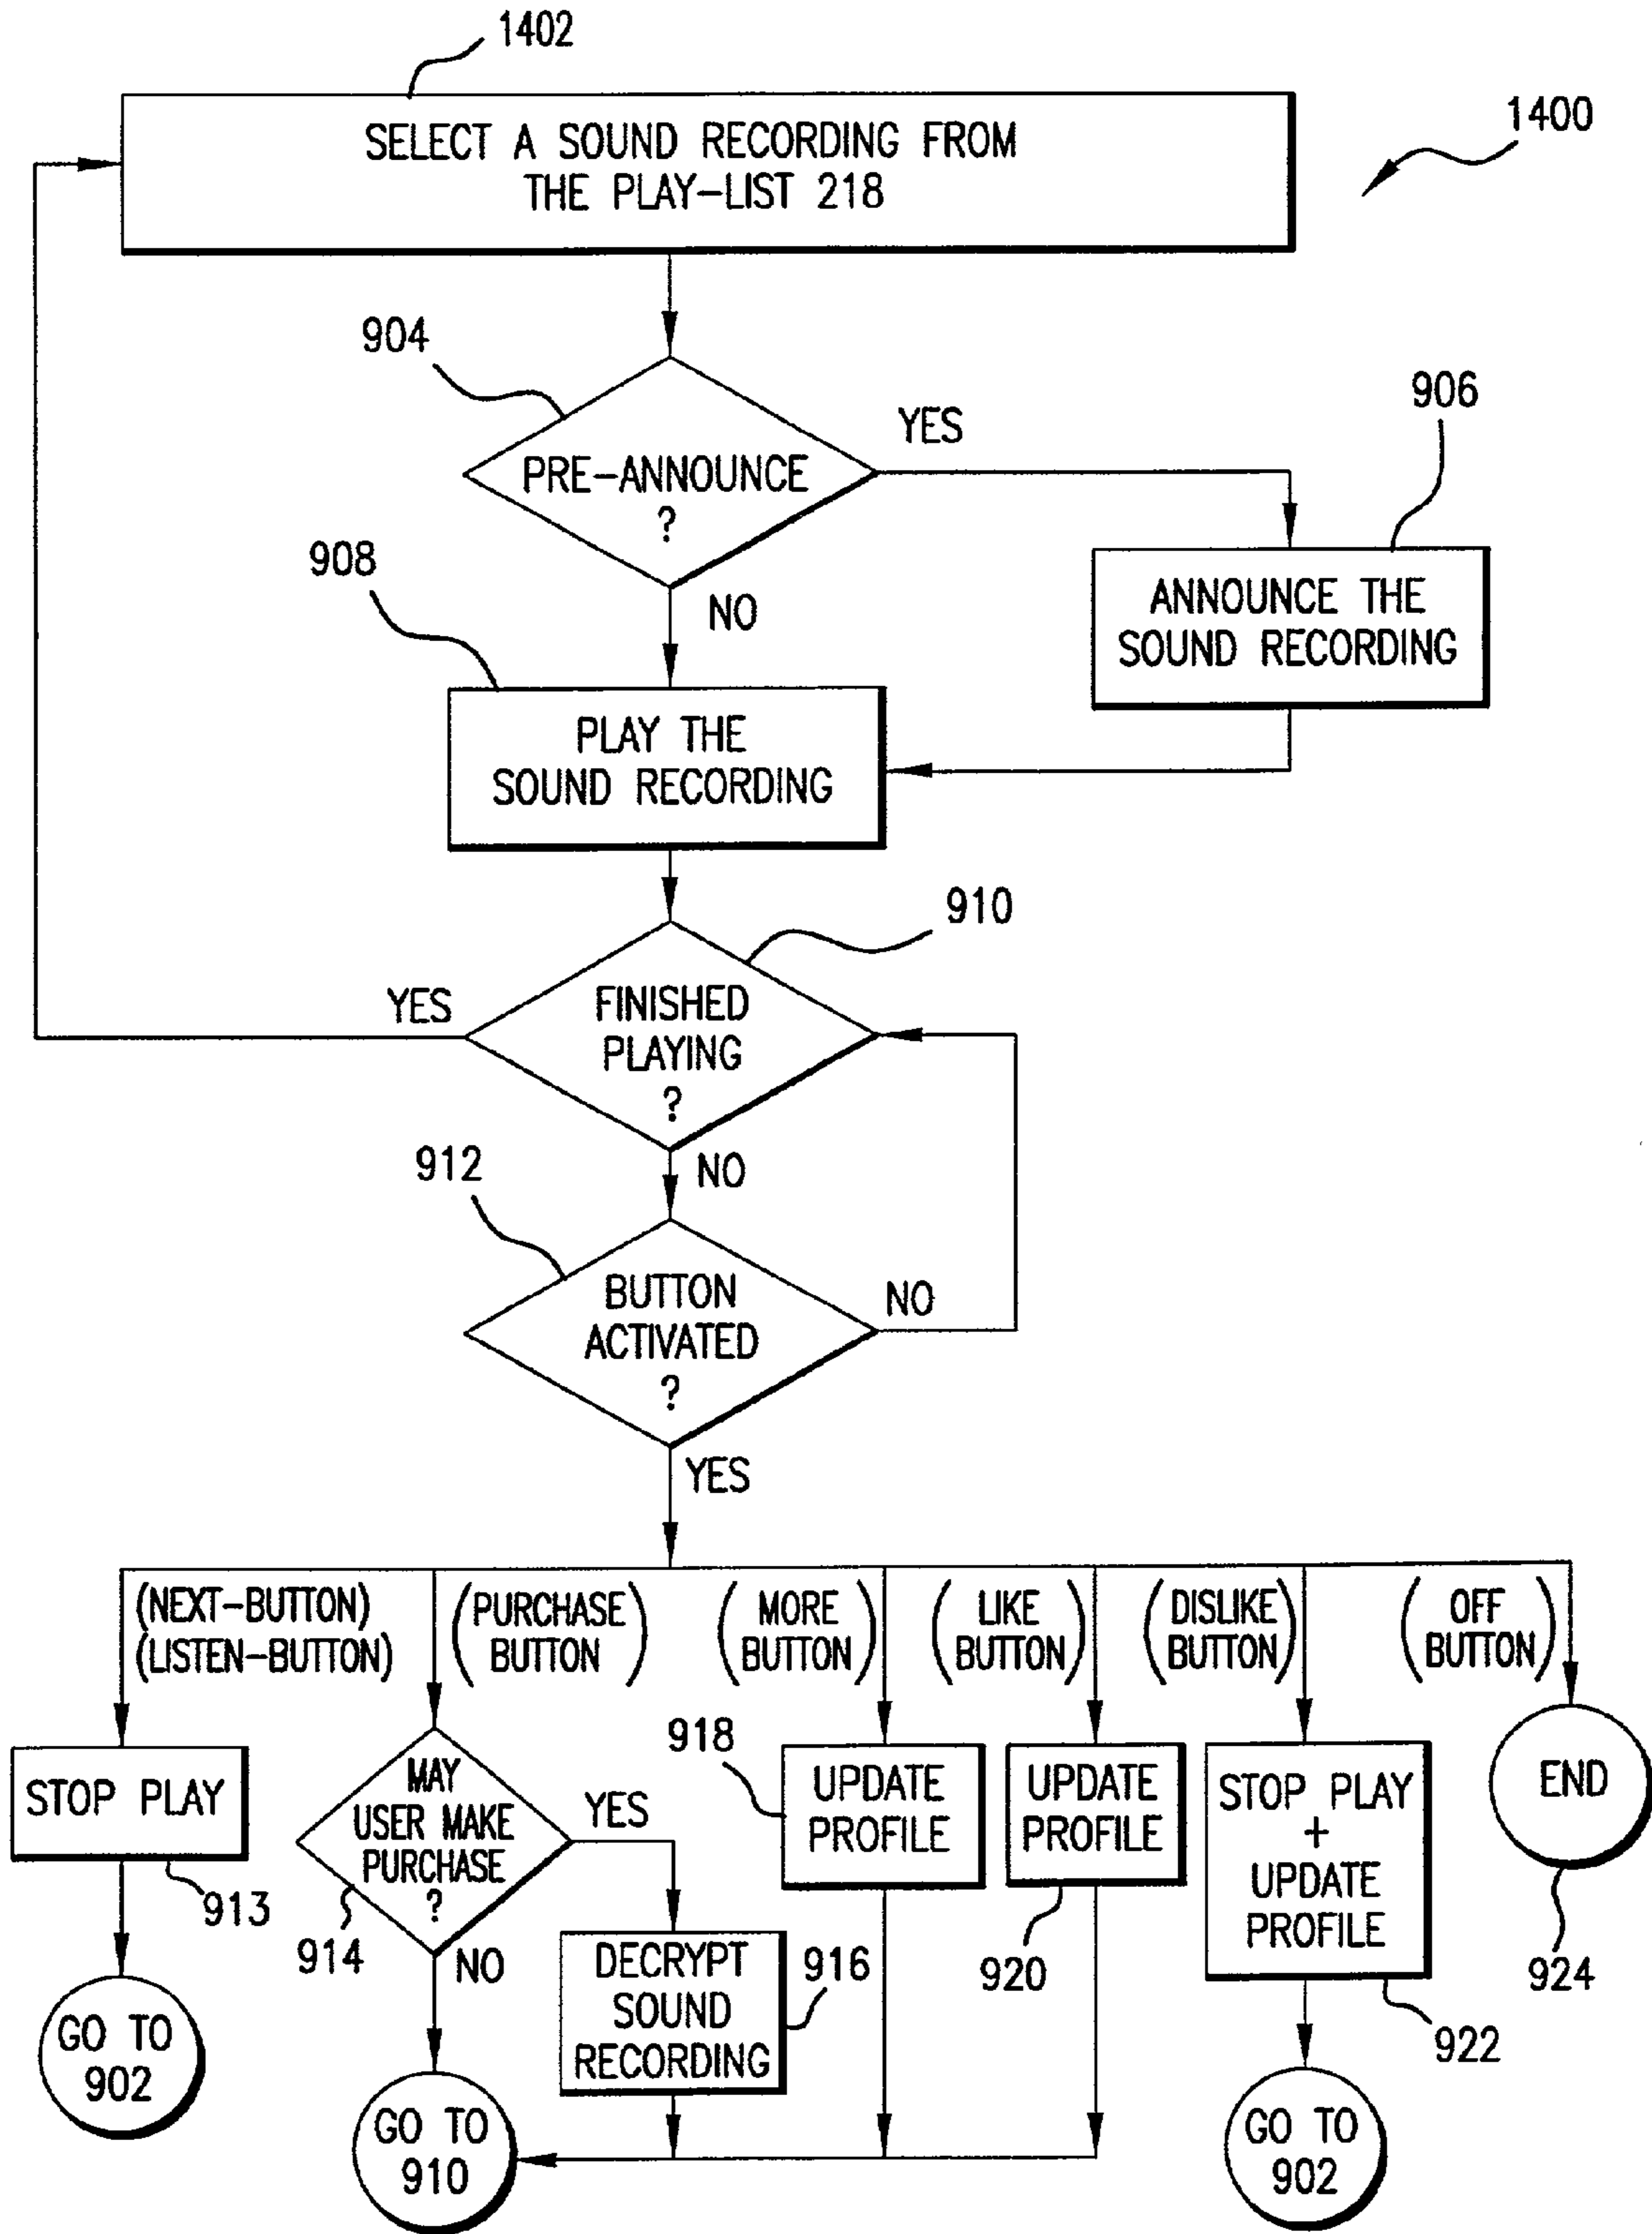 1402
1400
SELECT A SOUND RECORDING FROM
THE PLAY-LIST 218
904
906
YES
PRE-ANNOUNCE
?
908
NO
ANNOUNCE THE
SOUND RECORDING
PLAY THE
SOUND RECORDING
910
YES
FINISHED
PLAYING
?
912
NO
BUTTON
ACTIVATED
?
NO
YES
(NEXT-BUTTON)
(LISTEN-BUTTON)
(PURCHASE
BUTTON)
(MORE
BUTTON)
(LIKE
BUTTON)
(DISLIKE
BUTTON)
(OFF
BUTTON)
STOP PLAY
913
GO TO
902
MAY
USER MAKE
PURCHASE
?
914
YES
NO
DECRYPT
SOUND
RECORDING
916
GO TO
910
918
UPDATE
PROFILE
UPDATE
PROFILE
920
STOP PLAY
+
UPDATE
PROFILE
922
GO TO
902
END
924